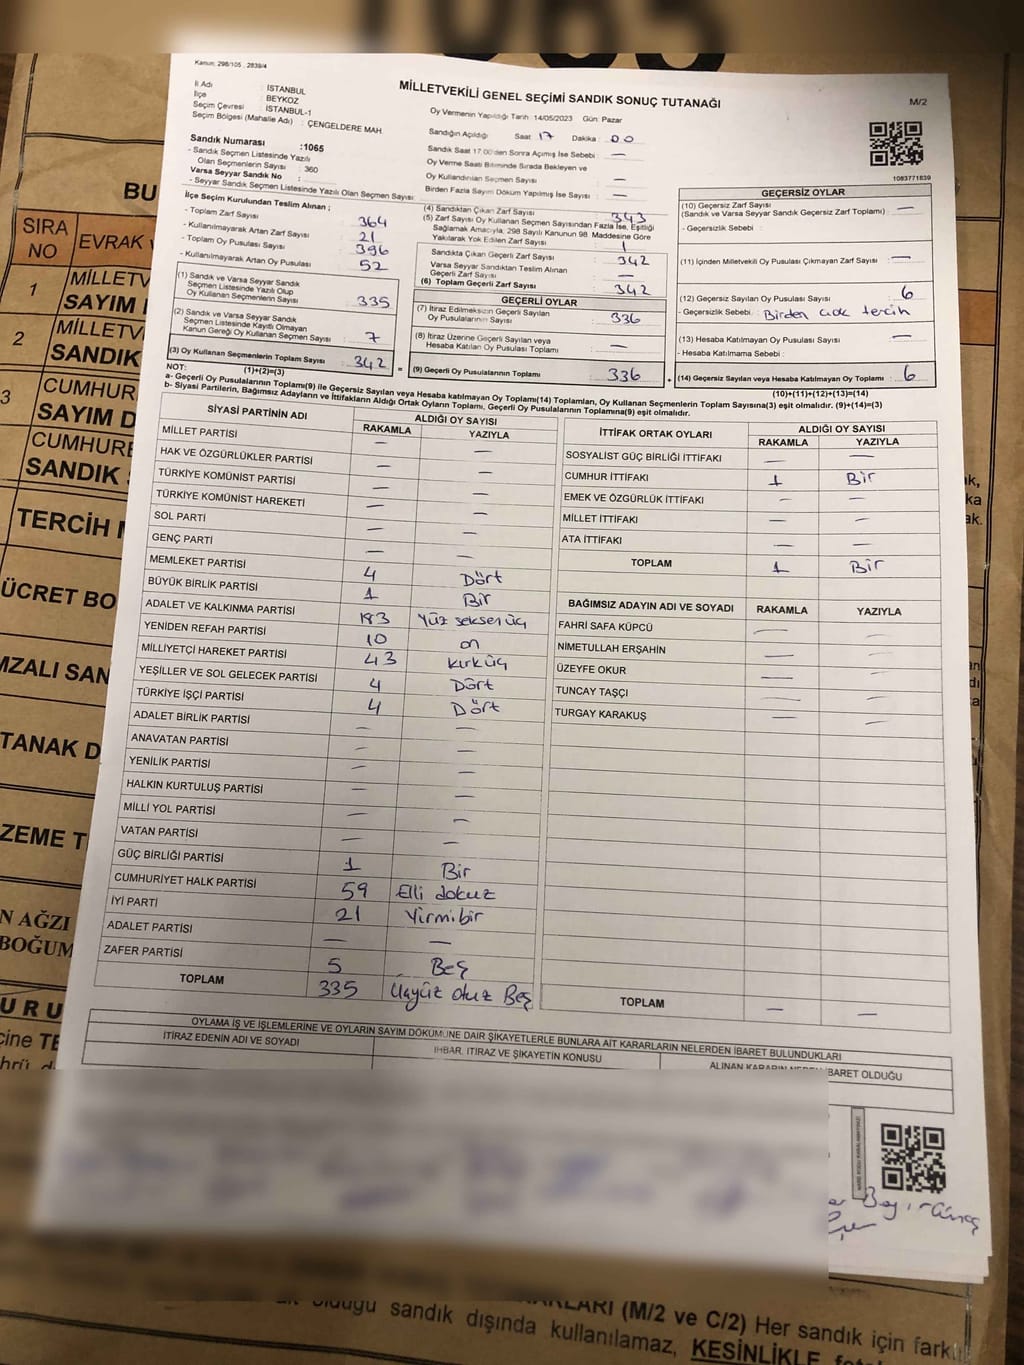 1065
Kanun: 298/105 , 2839/4
MİLLETVEKİLİ GENEL SEÇİMİ SANDIK SONUÇ TUTANAĞI
M/2
İl Adı : İSTANBUL
İlçe : BEYKOZ
Seçim Çevresi : İSTANBUL-1
Seçim Bölgesi (Mahalle Adı) : ÇENGELDERE MAH.
Sandık Numarası :1065
- Sandık Seçmen Listesinde Yazılı
Olan Seçmenlerin Sayısı : 360
Varsa Seyyar Sandık No :
- Seyyar Sandık Seçmen Listesinde Yazılı Olan Seçmen Sayısı:
Oy Vermenin Yapıldığı Tarih: 14/05/2023 Gün: Pazar
Sandığın Açıldığı Saat 17 Dakika : 00
Sandık Saat 17.00'den Sonra Açılmış İse Sebebi : —
Oy Verme Saati Bitiminde Sırada Bekleyen ve
Oy Kullandırılan Seçmen Sayısı : —
Birden Fazla Sayım Döküm Yapılmış İse Sayısı : —
1083771839
İlçe Seçim Kurulundan Teslim Alınan ;
- Toplam Zarf Sayısı : 364
- Kullanılmayarak Artan Zarf Sayısı : 21
- Toplam Oy Pusulası Sayısı : 396
- Kullanılmayarak Artan Oy Pusulası : 52
(1) Sandık ve Varsa Seyyar Sandık
Seçmen Listesinde Yazılı Olup
Oy Kullanan Seçmenlerin Sayısı : 335
(2) Sandık ve Varsa Seyyar Sandık
Seçmen Listesinde Kayıtlı Olmayan
Kanun Gereği Oy Kullanan Seçmen Sayısı : 7
(3) Oy Kullanan Seçmenlerin Toplam Sayısı : 342
(1)+(2)=(3)
(4) Sandıktan Çıkan Zarf Sayısı : 343
(5) Zarf Sayısı Oy Kullanan Seçmen Sayısından Fazla İse, Eşitliği
Sağlamak Amacıyla; 298 Sayılı Kanunun 98. Maddesine Göre
Yakılarak Yok Edilen Zarf Sayısı : 1
Sandıkta Çıkan Geçerli Zarf Sayısı : 342
Varsa Seyyar Sandıktan Teslim Alınan
Geçerli Zarf Sayısı : —
(6) Toplam Geçerli Zarf Sayısı : 342
GEÇERLİ OYLAR
(7) İtiraz Edilmeksizin Geçerli Sayılan
Oy Pusulalarının Sayısı : 336
(8) İtiraz Üzerine Geçerli Sayılan veya
Hesaba Katılan Oy Pusulası Toplamı : —
= (9) Geçerli Oy Pusulalarının Toplamı : 336
GEÇERSİZ OYLAR
(10) Geçersiz Zarf Sayısı : —
(Sandık ve Varsa Seyyar Sandık Geçersiz Zarf Toplamı)
- Geçersizlik Sebebi :
(11) İçinden Milletvekili Oy Pusulası Çıkmayan Zarf Sayısı : —
(12) Geçersiz Sayılan Oy Pusulası Sayısı : 6
- Geçersizlik Sebebi : Birden çok tercih
(13) Hesaba Katılmayan Oy Pusulası Sayısı : —
- Hesaba Katılmama Sebebi :
+ (14) Geçersiz Sayılan veya Hesaba Katılmayan Oy Toplamı : 6
(10)+(11)+(12)+(13)=(14)
NOT:
a- Geçerli Oy Pusulalarının Toplamı(9) ile Geçersiz Sayılan veya Hesaba Katılmayan Oy Toplamı(14) Toplamları, Oy Kullanan Seçmenlerin Toplam Sayısına(3) eşit olmalıdır. (9)+(14)=(3)
b- Siyasi Partilerin, Bağımsız Adayların ve İttifakların Aldığı Ortak Oyların Toplamı, Geçerli Oy Pusulalarının Toplamına(9) eşit olmalıdır.
SİYASİ PARTİNİN ADI ALDIĞI OY SAYISI
RAKAMLA YAZIYLA
MİLLET PARTİSİ — —
HAK VE ÖZGÜRLÜKLER PARTİSİ — —
TÜRKİYE KOMÜNİST PARTİSİ — —
TÜRKİYE KOMÜNİST HAREKETİ — —
SOL PARTİ — —
GENÇ PARTİ — —
MEMLEKET PARTİSİ 4 Dört
BÜYÜK BİRLİK PARTİSİ 1 Bir
ADALET VE KALKINMA PARTİSİ 183 Yüz seksen üç
YENİDEN REFAH PARTİSİ 10 on
MİLLİYETÇİ HAREKET PARTİSİ 43 Kırküç
YEŞİLLER VE SOL GELECEK PARTİSİ 4 Dört
TÜRKİYE İŞÇİ PARTİSİ 4 Dört
ADALET BİRLİK PARTİSİ — —
ANAVATAN PARTİSİ — —
YENİLİK PARTİSİ — —
HALKIN KURTULUŞ PARTİSİ — —
MİLLİ YOL PARTİSİ — —
VATAN PARTİSİ — —
GÜÇ BİRLİĞİ PARTİSİ 1 Bir
CUMHURİYET HALK PARTİSİ 59 Elli dokuz
İYİ PARTİ 21 Yirmibir
ADALET PARTİSİ — —
ZAFER PARTİSİ 5 Beş
TOPLAM 335 Üçyüz otuz Beş
İTTİFAK ORTAK OYLARI ALDIĞI OY SAYISI
RAKAMLA YAZIYLA
SOSYALİST GÜÇ BİRLİĞİ İTTİFAKI — —
CUMHUR İTTİFAKI 1 Bir
EMEK VE ÖZGÜRLÜK İTTİFAKI — —
MİLLET İTTİFAKI — —
ATA İTTİFAKI — —
TOPLAM 1 Bir
BAĞIMSIZ ADAYIN ADI VE SOYADI RAKAMLA YAZIYLA
FAHRİ SAFA KÜPCÜ — —
NİMETULLAH ERŞAHİN — —
ÜZEYFE OKUR — —
TUNCAY TAŞÇI — —
TURGAY KARAKUŞ — —
TOPLAM — —
OYLAMA İŞ VE İŞLEMLERİNE VE OYLARIN SAYIM DÖKÜMÜNE DAİR ŞİKAYETLERLE BUNLARA AİT KARARLARIN NELERDEN İBARET BULUNDUKLARI
İTİRAZ EDENİN ADI VE SOYADI
İHBAR, İTİRAZ VE ŞİKAYETİN KONUSU
ALINAN KARARIN NEDEN İBARET OLDUĞU
BU
SIRA NO EVRAK
1 MİLLETV
SAYIM
2 MİLLETV
SANDIK
3 CUMHUR
SAYIM D
CUMHURE
SANDIK
TERCİH
ÜCRET BO
MZALI SAN
TANAK D
ZEME T
N AĞZI
BOĞUM
URU
çine TE
hrü d
KLARI (M/2 ve C/2) Her sandık için farklı
olduğu sandık dışında kullanılamaz, KESİNLİKLE